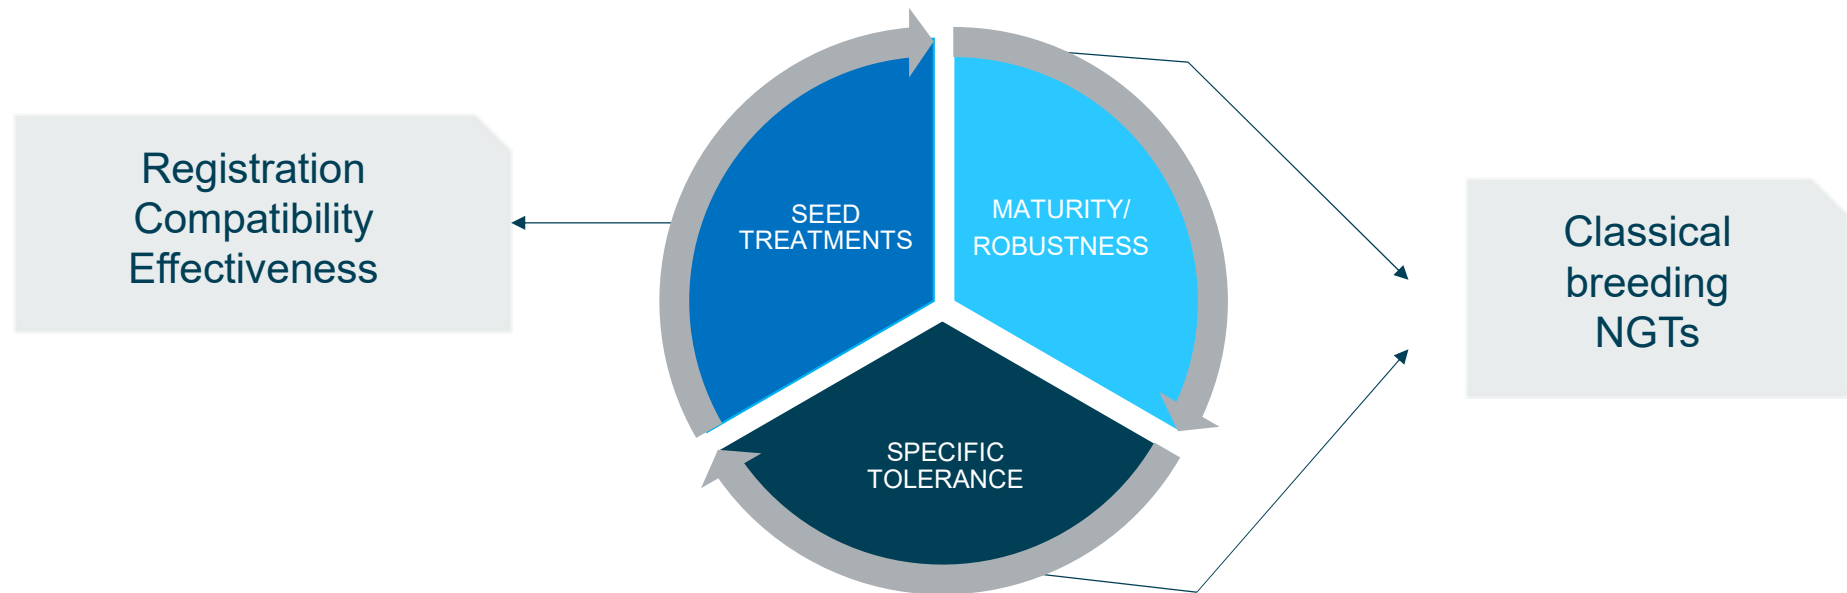 Registration
Compatibility
Effectiveness
SEED
TREATMENTS
MATURITY/
ROBUSTNESS
SPECIFIC
TOLERANCE
Classical
breeding
NGTs